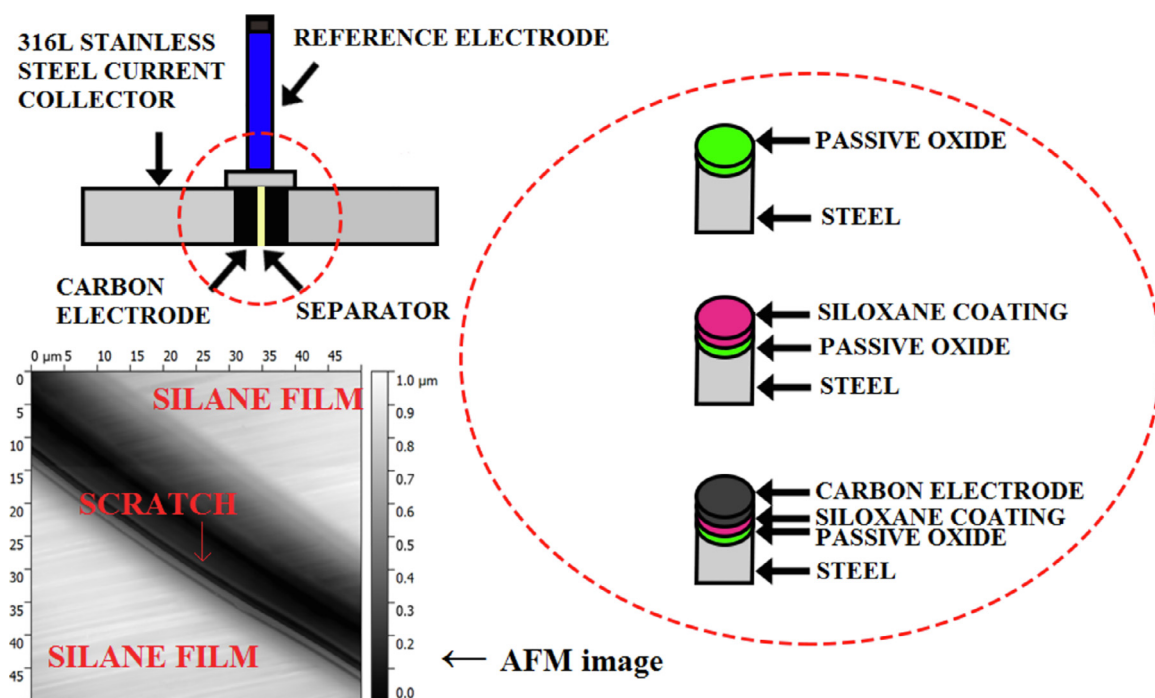 316L STAINLESS
STEEL CURRENT
COLLECTOR
REFERENCE ELECTRODE
CARBON
ELECTRODE
SEPARATOR
PASSIVE OXIDE
STEEL
SILOXANE COATING
PASSIVE OXIDE
STEEL
CARBON ELECTRODE
SILOXANE COATING
PASSIVE OXIDE
STEEL
0 µm 5 10 15 20 25 30 35 40 45
0
5
10
15
20
25
30
35
40
45
SILANE FILM
SCRATCH
SILANE FILM
1.0 µm
0.9
0.8
0.7
0.6
0.5
0.4
0.3
0.2
0.0
← AFM image